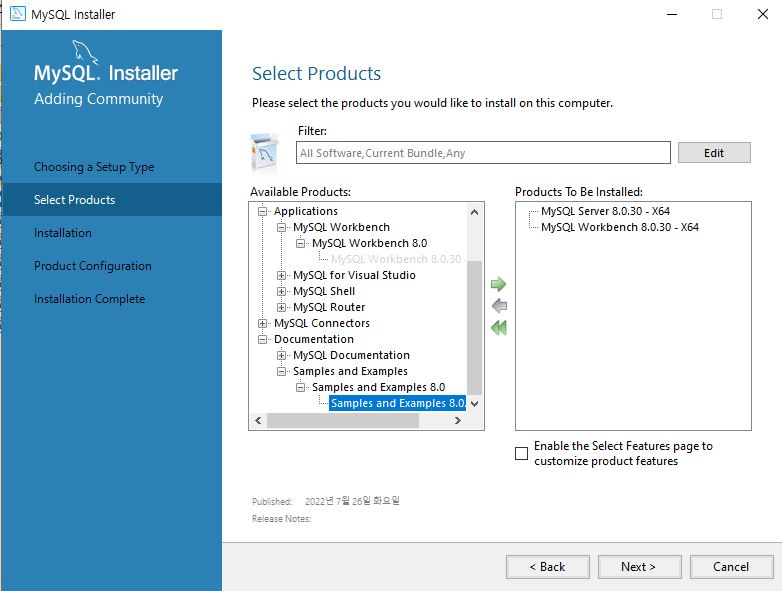 MySQL Installer
MySQL. Installer
Adding Community
Choosing a Setup Type
Select Products
Installation
Product Configuration
Installation Complete
Select Products
Please select the products you would like to install on this computer.
Filter:
All Software,Current Bundle,Any
Edit
Available Products:
Applications
MySQL Workbench
MySQL Workbench 8.0
MySQL Workbench 8.0.30 -
MySQL for Visual Studio
MySQL Shell
MySQL Router
MySQL Connectors
Documentation
MySQL Documentation
Samples and Examples
Samples and Examples 8.0
Samples and Examples 8.0.
Products To Be Installed:
MySQL Server 8.0.30 - X64
MySQL Workbench 8.0.30 - X64
Enable the Select Features page to
customize product features
Published: 2022년 7월 26일 화요일
Release Notes:
< Back
Next >
Cancel